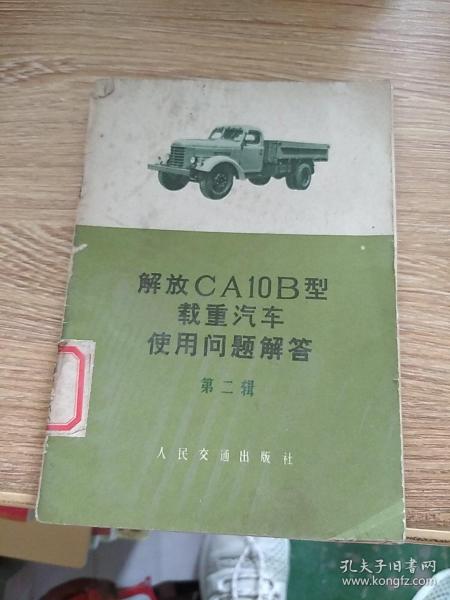 解放CA10B型
载重汽车
使用问题解答
第二辑
人民交通出版社
孔夫子旧书网
www.kongfz.com